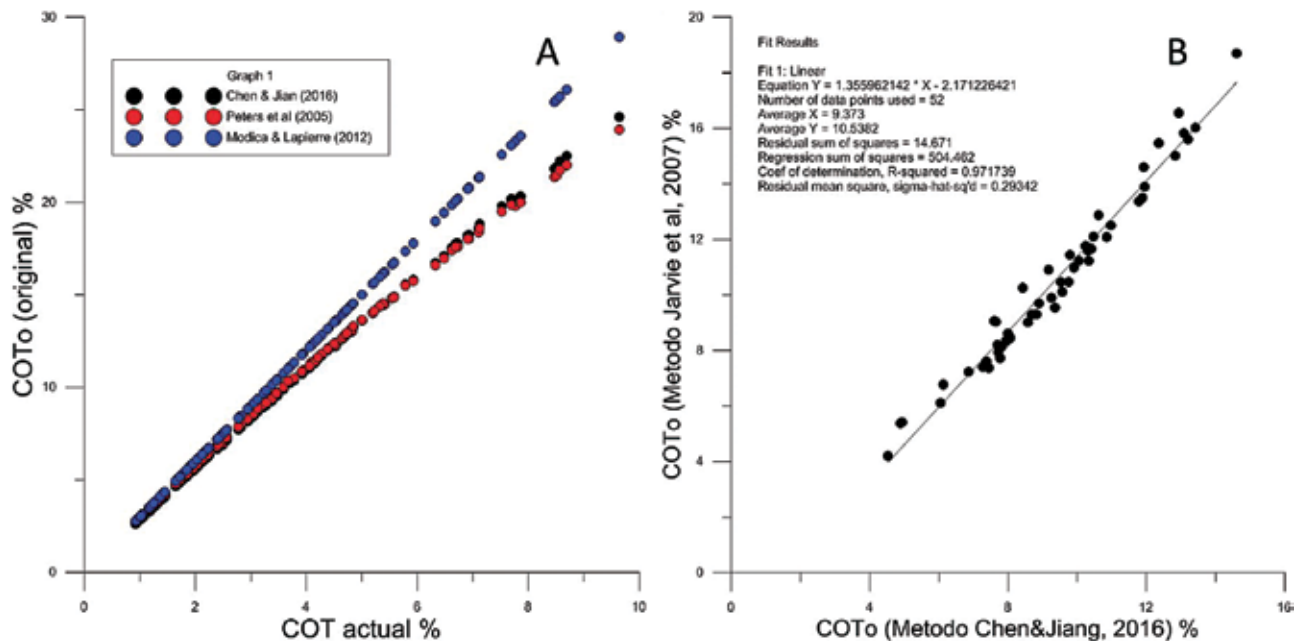 A
Graph 1
Chen & Jian (2016)
Peters et al (2005)
Modica & Lapierre (2012)
30
20
10
0
0 2 4 6 8 10
COTo (original) %
COT actual %
B
Fit Results
Fit 1: Linear
Equation Y = 1.355962142 * X - 2.171226421
Number of data points used = 52
Average X = 9.373
Average Y = 10.5382
Residual sum of squares = 14.671
Regression sum of squares = 504.462
Coef of determination, R-squared = 0.971739
Residual mean square, sigma-hat-sq'd = 0.29342
20
16
12
8
4
0
0 4 8 12 16
COTo (Metodo Jarvie et al, 2007) %
COTo (Metodo Chen&Jiang, 2016) %